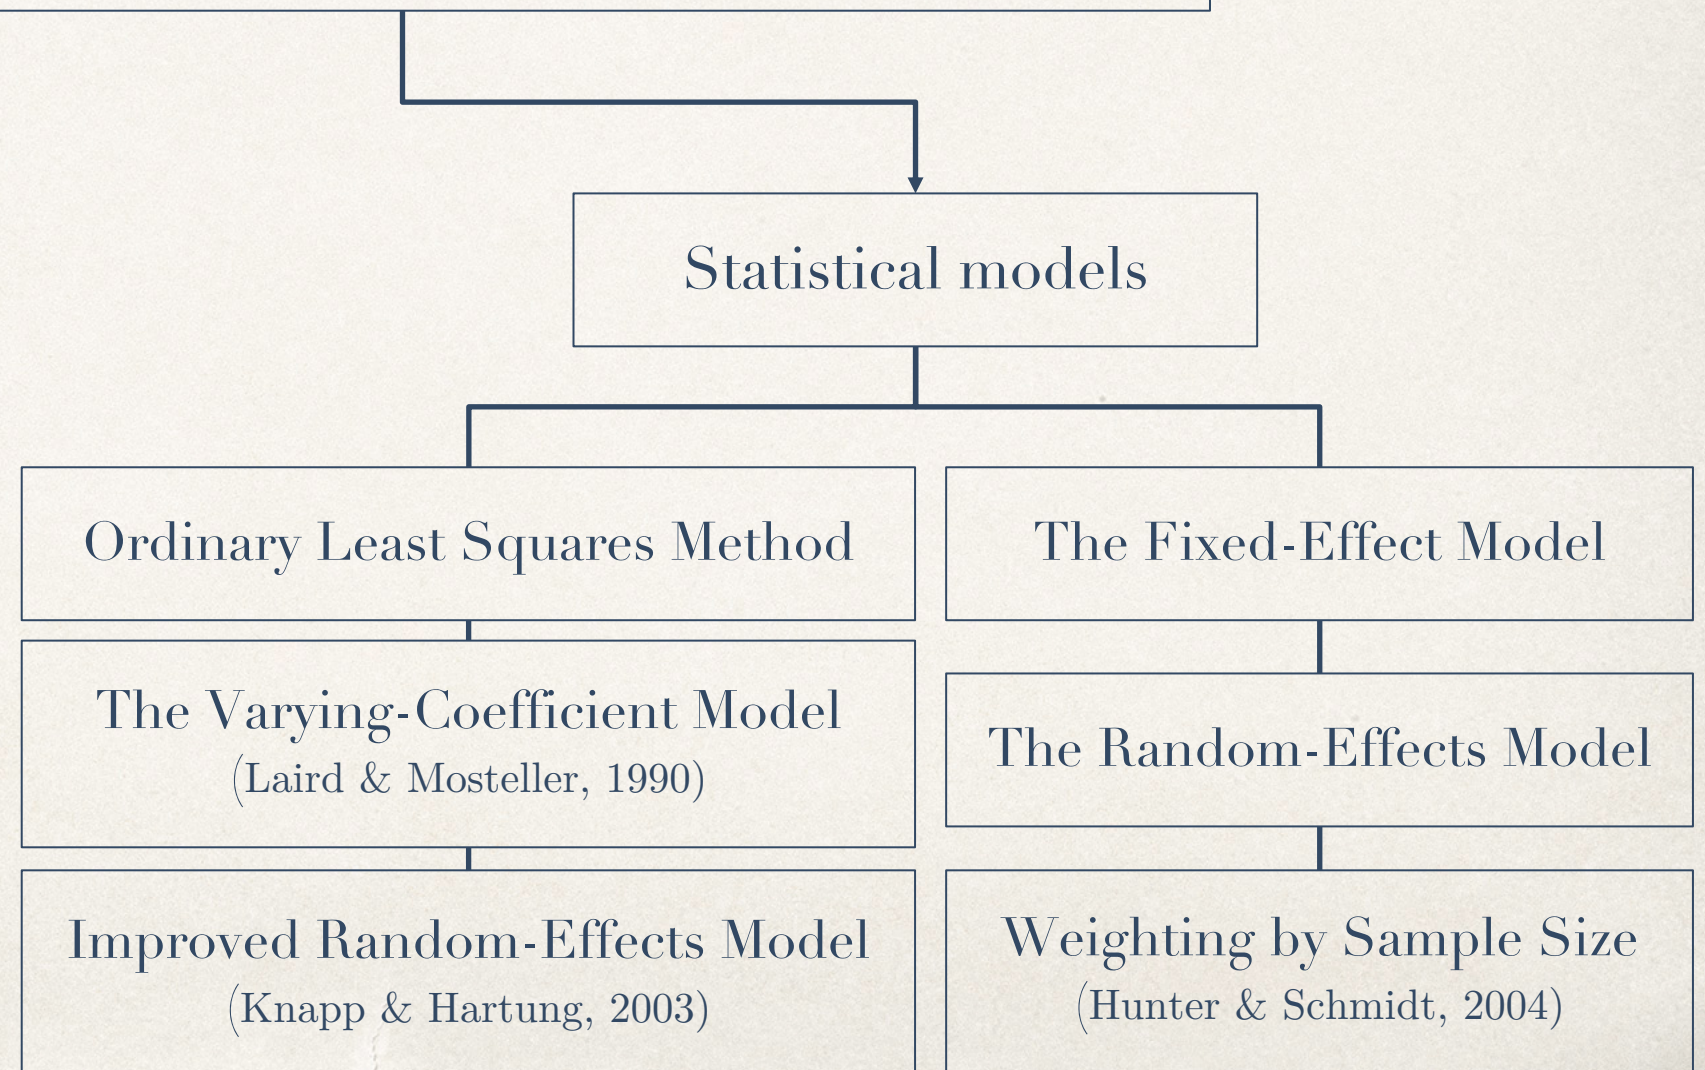 Statistical models
Ordinary Least Squares Method
The Fixed-Effect Model
The Varying-Coefficient Model
(Laird & Mosteller, 1990)
The Random-Effects Model
Improved Random-Effects Model
(Knapp & Hartung, 2003)
Weighting by Sample Size
(Hunter & Schmidt, 2004)